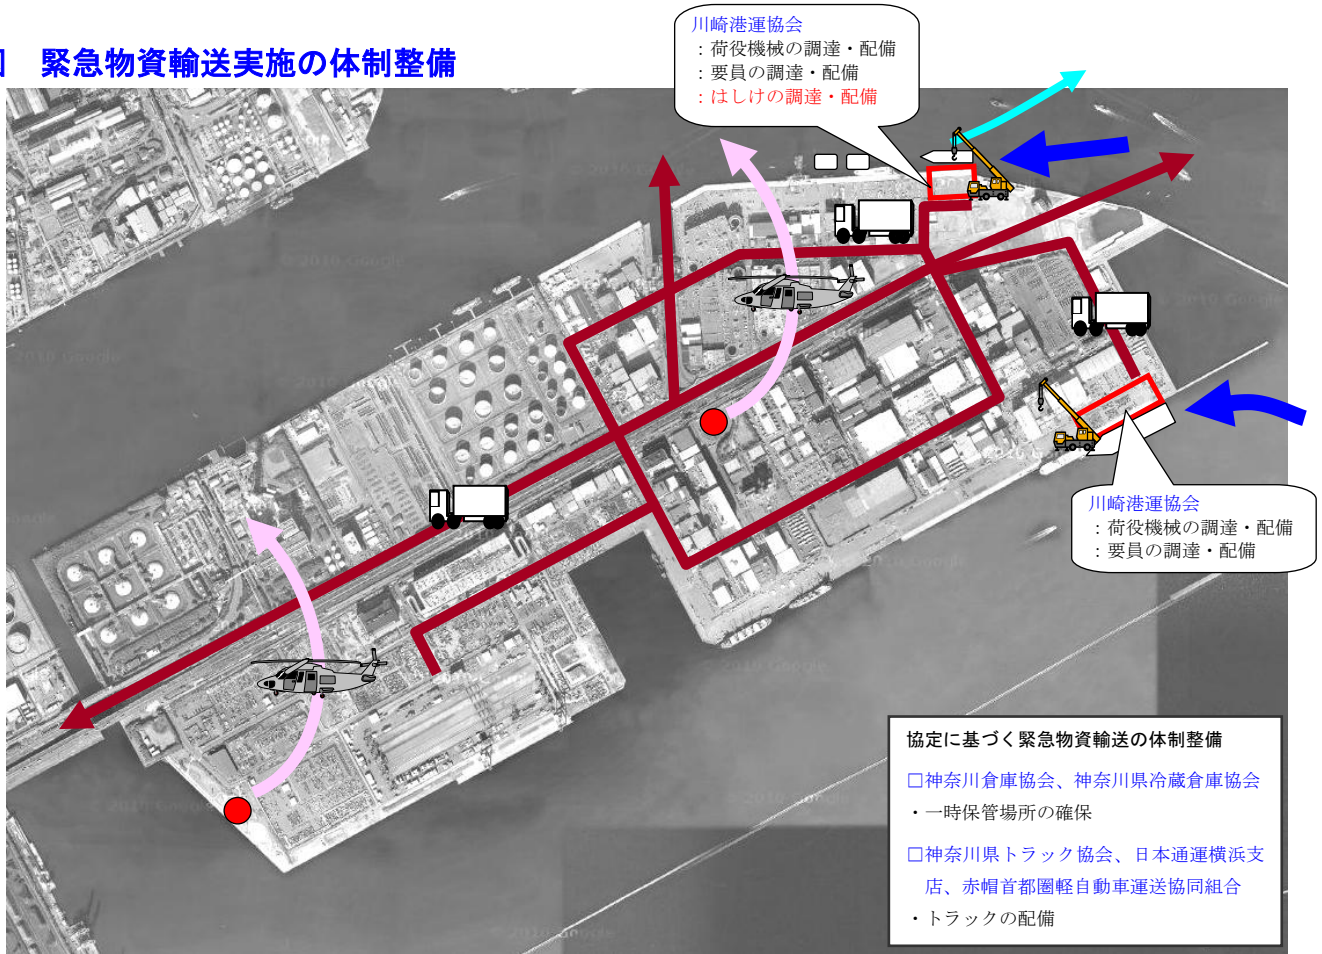 緊急物資輸送実施の体制整備
川崎港運協会
：荷役機械の調達・配備
：要員の調達・配備
：はしけの調達・配備
川崎港運協会
：荷役機械の調達・配備
：要員の調達・配備
協定に基づく緊急物資輸送の体制整備
□神奈川倉庫協会、神奈川県冷蔵倉庫協会
・一時保管場所の確保
□神奈川県トラック協会、日本通運横浜支
店、赤帽首都圏軽自動車運送協同組合
・トラックの配備